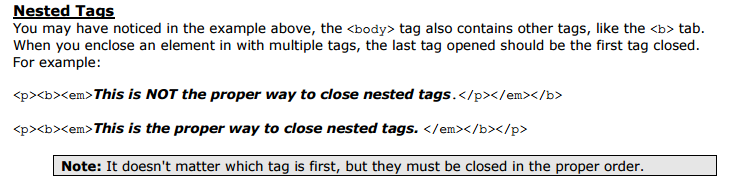 Nested Tags
You may have noticed in the example above, the <body> tag also contains other tags, like the <b> tab.
When you enclose an element in with multiple tags, the last tag opened should be the first tag closed.
For example:
<p><b><em>This is NOT the proper way to close nested tags.</p></em></b>
<p><b><em>This is the proper way to close nested tags. </em></b></p>
Note: It doesn't matter which tag is first, but they must be closed in the proper order.